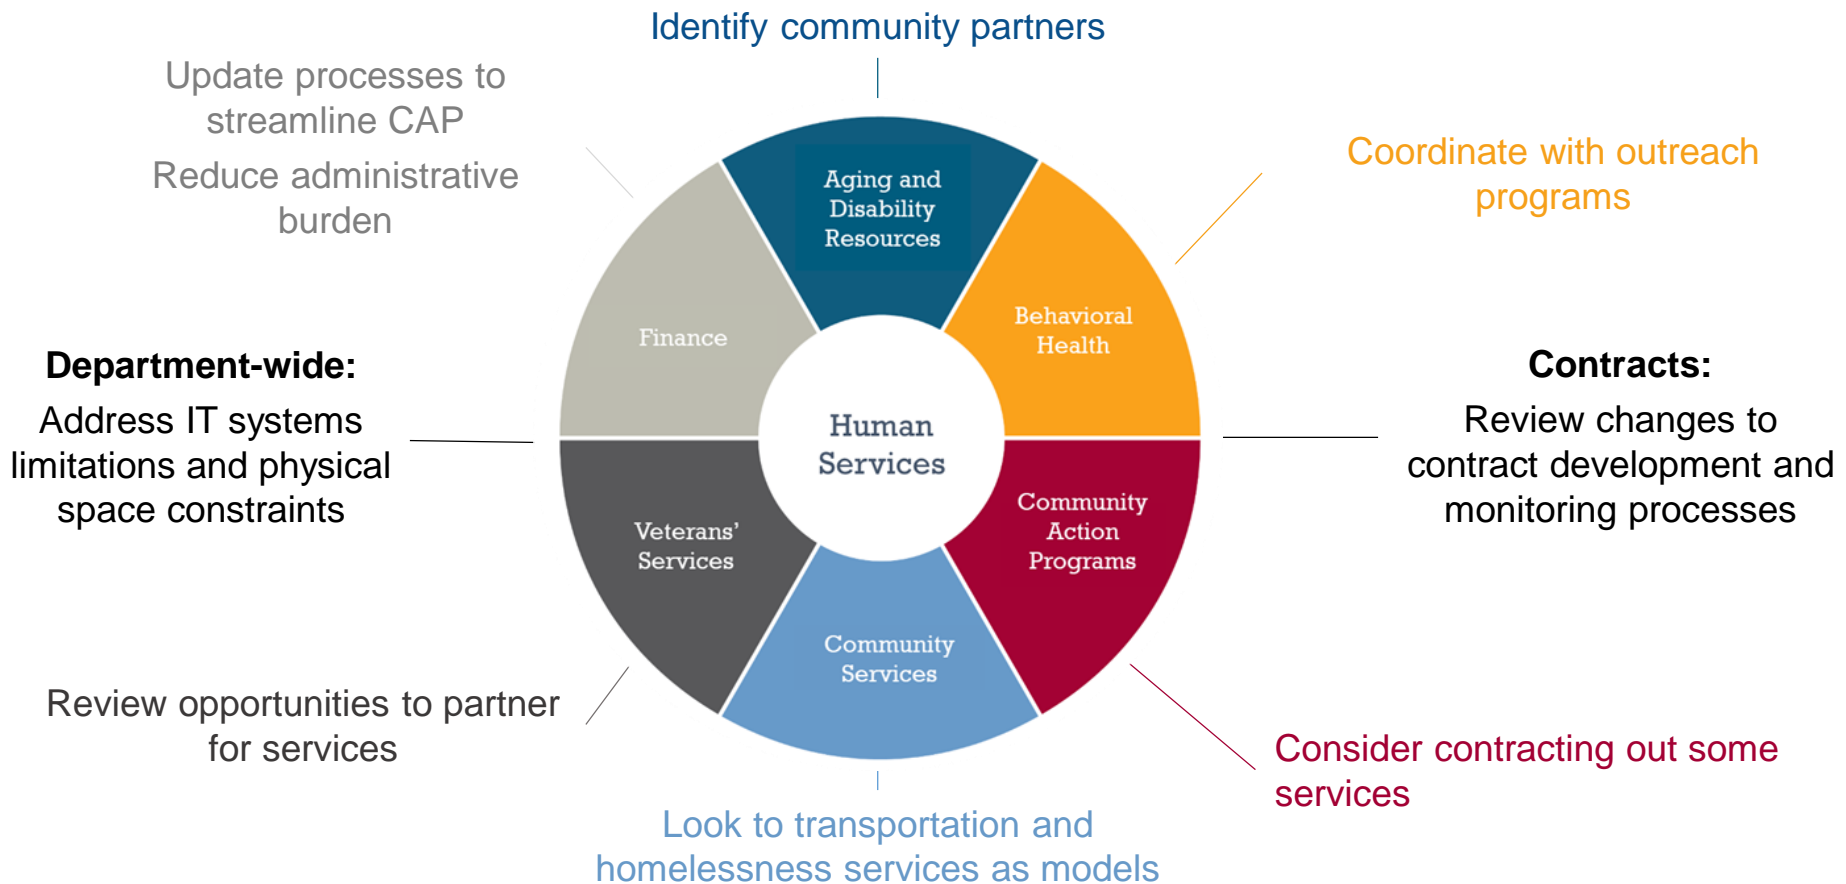 Identify community partners
Update processes to
streamline CAP
Reduce administrative
burden
Coordinate with outreach
programs
Aging and
Disability
Resources
Finance
Behavioral
Health
Department-wide:
Address IT systems
limitations and physical
space constraints
Human
Services
Contracts:
Review changes to
contract development and
monitoring processes
Veterans’
Services
Community
Action
Programs
Community
Services
Review opportunities to partner
for services
Consider contracting out some
services
Look to transportation and
homelessness services as models